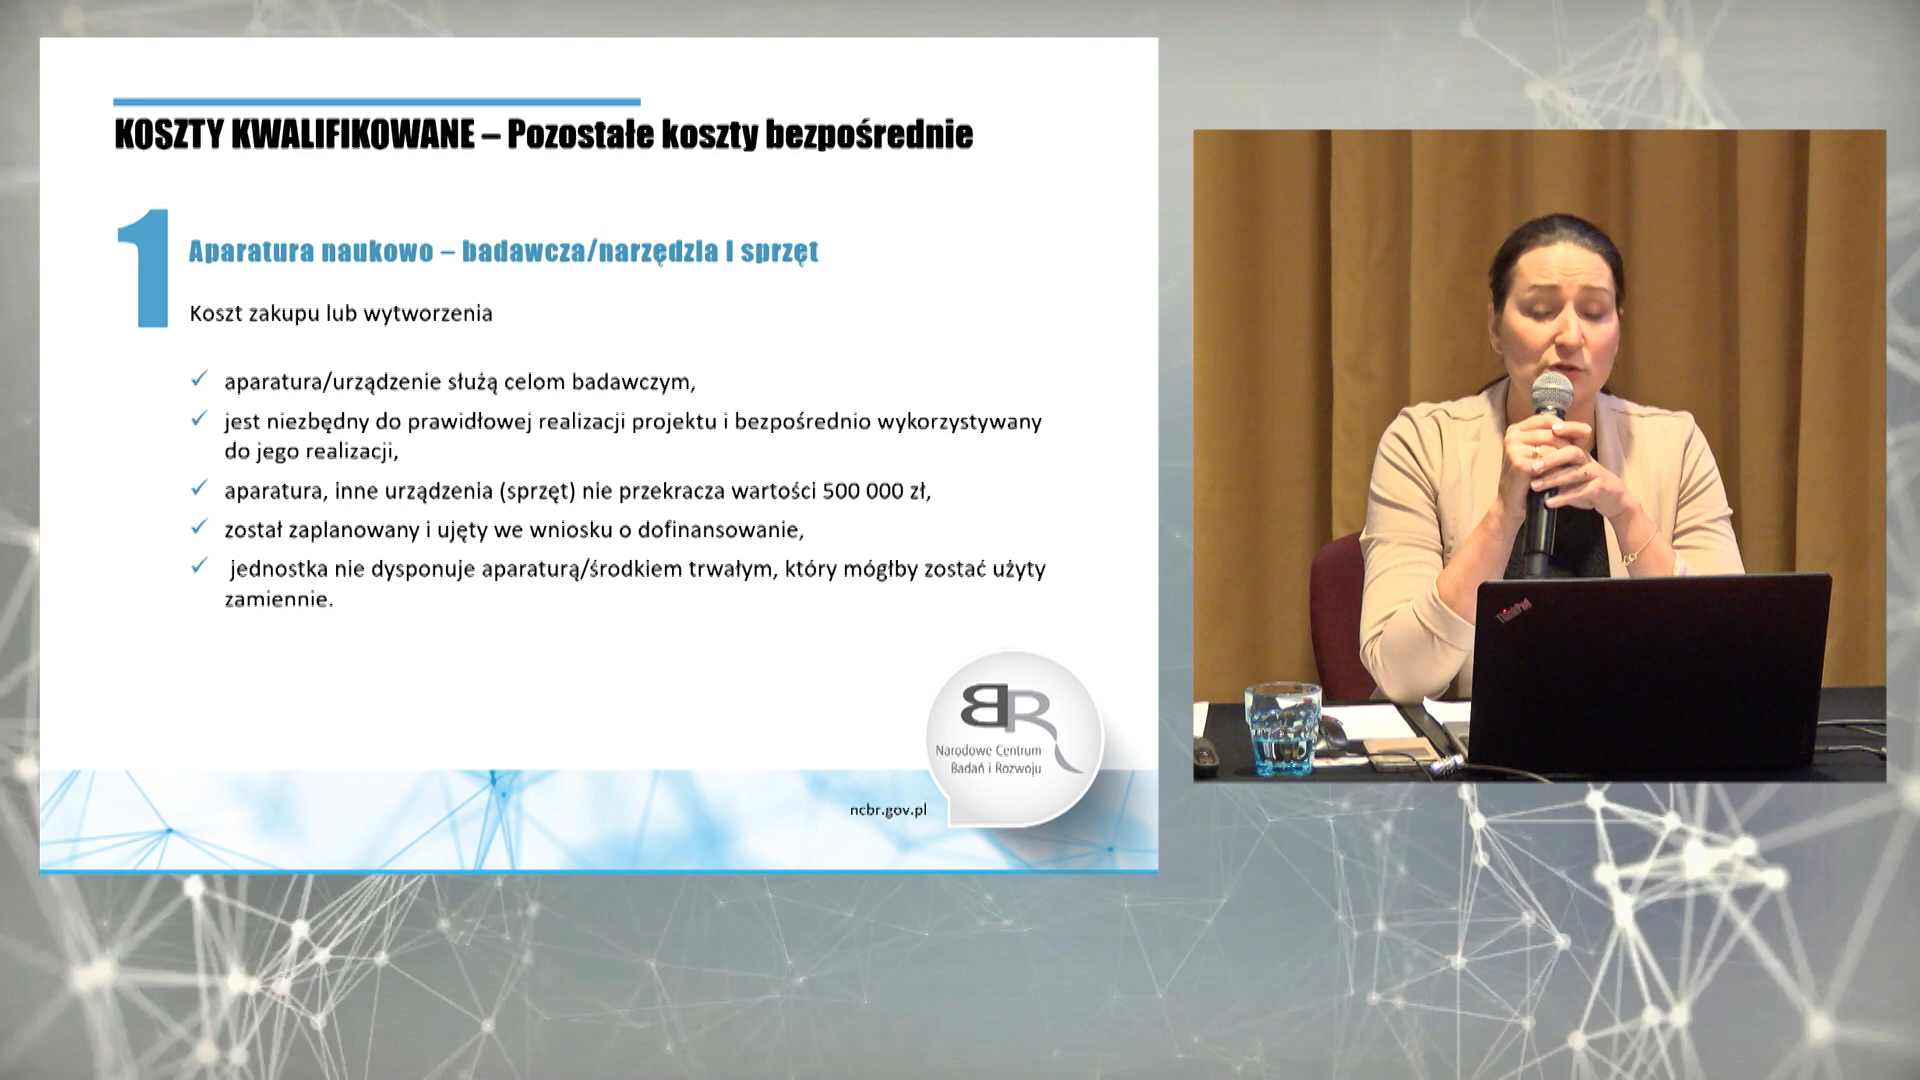 KOSZTY KWALIFIKOWANE – Pozostałe koszty bezpośrednie
1
Aparatura naukowo – badawcza/narzędzia i sprzęt
Koszt zakupu lub wytworzenia
✓ aparatura/urządzenie służą celom badawczym,
✓ jest niezbędny do prawidłowej realizacji projektu i bezpośrednio wykorzystywany
do jego realizacji,
✓ aparatura, inne urządzenia (sprzęt) nie przekracza wartości 500 000 zł,
✓ został zaplanowany i ujęty we wniosku o dofinansowanie,
✓ jednostka nie dysponuje aparaturą/środkiem trwałym, który mógłby zostać użyty
zamiennie.
BR
Narodowe Centrum
Badań i Rozwoju
ncbr.gov.pl
ThinkPad